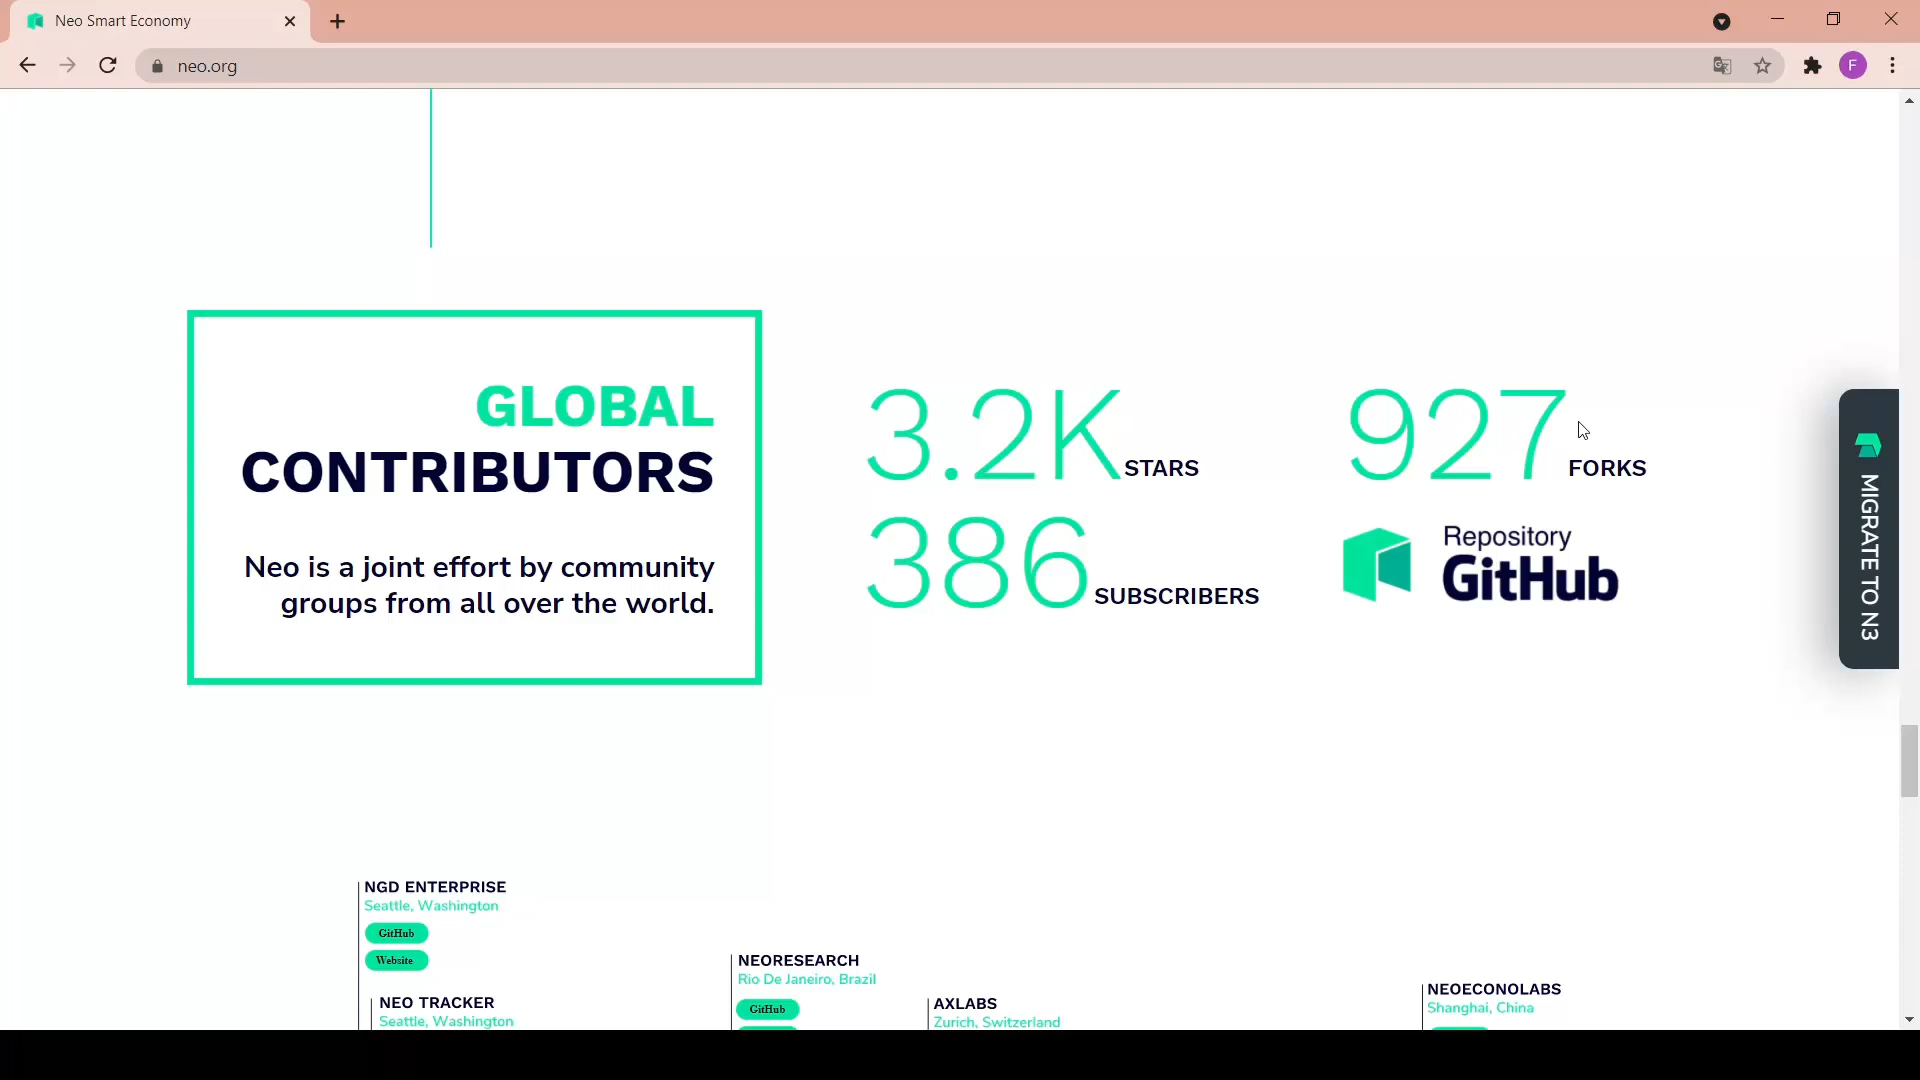 Neo Smart Economy
neo.org
F
GLOBAL
CONTRIBUTORS
Neo is a joint effort by community
groups from all over the world.
3.2K STARS
927 FORKS
386 SUBSCRIBERS
Repository
GitHub
MIGRATE TO N3
NGD ENTERPRISE
Seattle, Washington
GitHub
Website
NEO TRACKER
Seattle, Washington
NEORESEARCH
Rio De Janeiro, Brazil
GitHub
AXLABS
Zurich, Switzerland
NEOECONOLABS
Shanghai, China